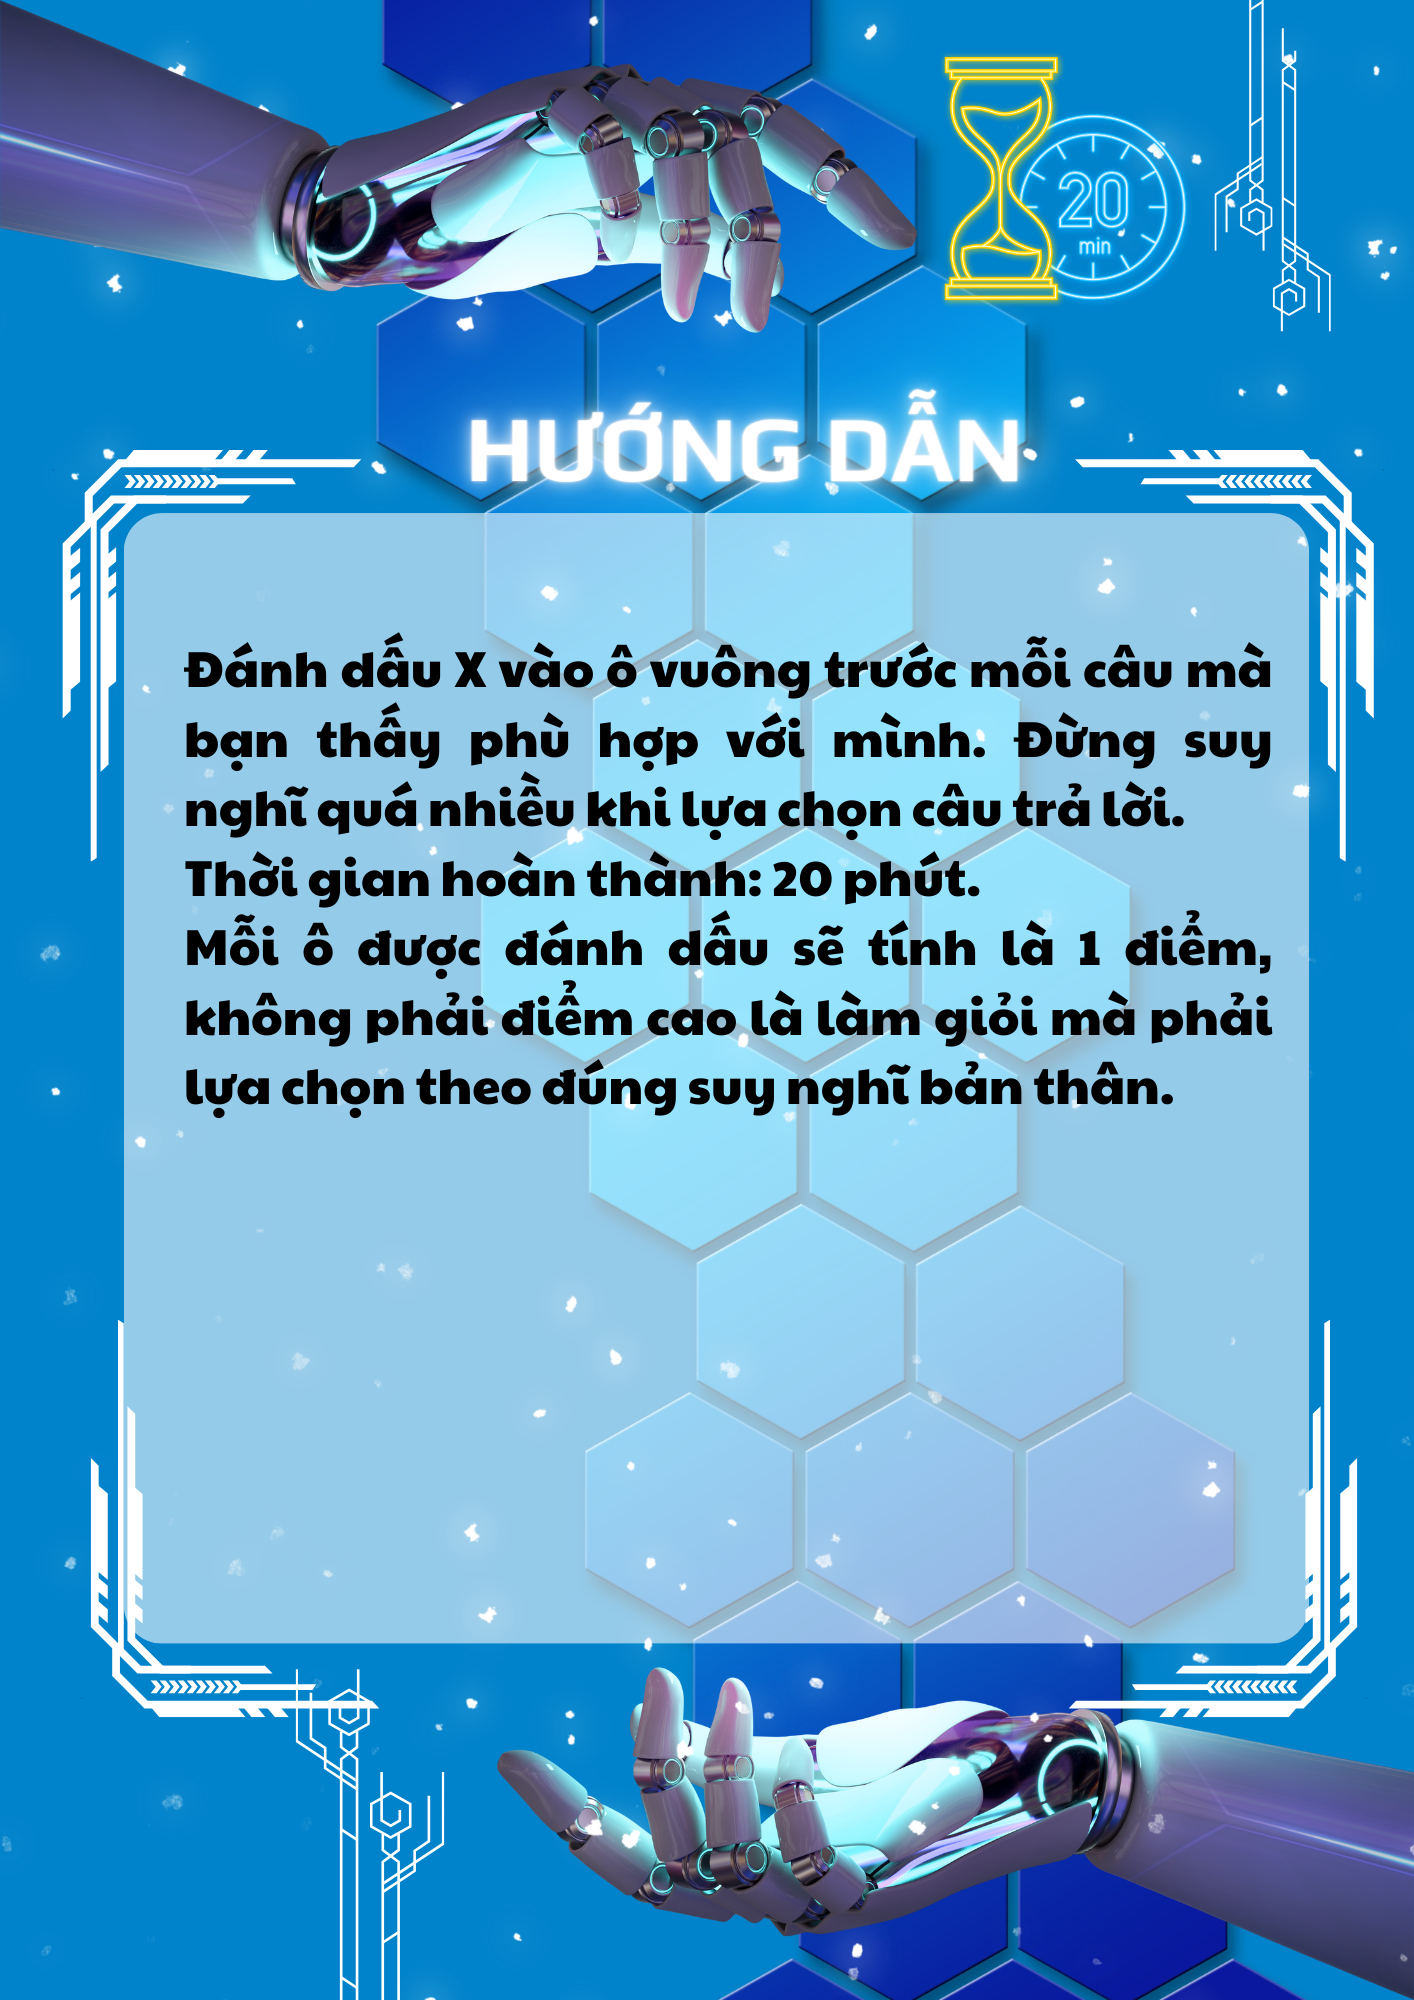 20
min
HƯỚNG DẪN
Đánh dấu X vào ô vuông trước mỗi câu mà
bạn thấy phù hợp với mình. Đừng suy
nghĩ quá nhiều khi lựa chọn câu trả lời.
Thời gian hoàn thành: 20 phút.
Mỗi ô được đánh dấu sẽ tính là 1 điểm,
không phải điểm cao là làm giỏi mà phải
lựa chọn theo đúng suy nghĩ bản thân.